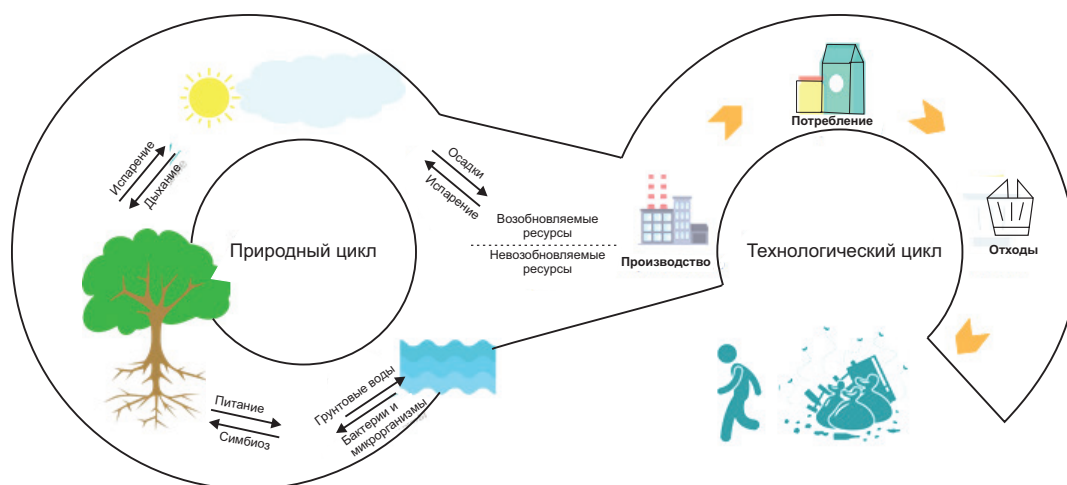 Испарение
Дыхание
Осадки
Испарение
Природный цикл
Возобновляемые
ресурсы
Невозобновляемые
ресурсы
Питание
Симбиоз
Грунтовые воды
Бактерии и
микрорганизмы
Потребление
Производство
Технологический цикл
Отходы